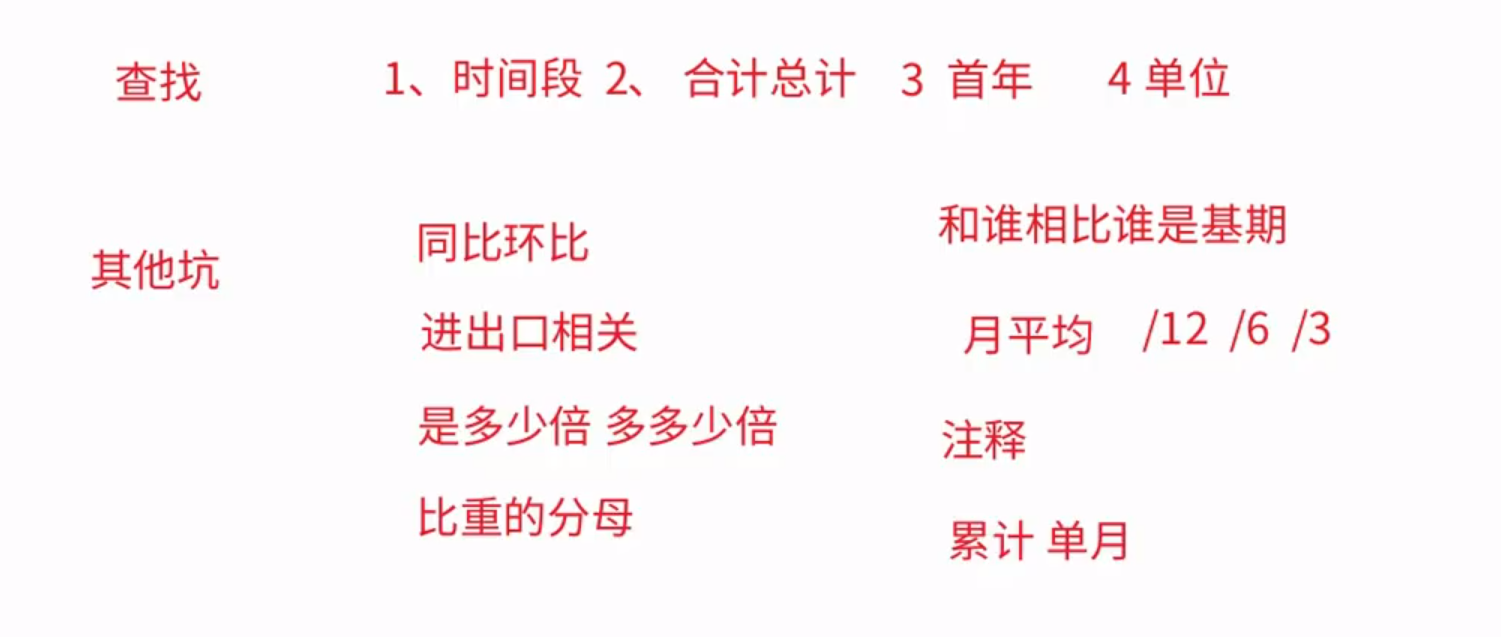 查找 1、时间段 2、 合计总计 3 首年 4 单位
其他坑
同比环比
进出口相关
是多少倍 多多少倍
比重的分母
和谁相比谁是基期
月平均 /12 /6 /3
注释
累计 单月